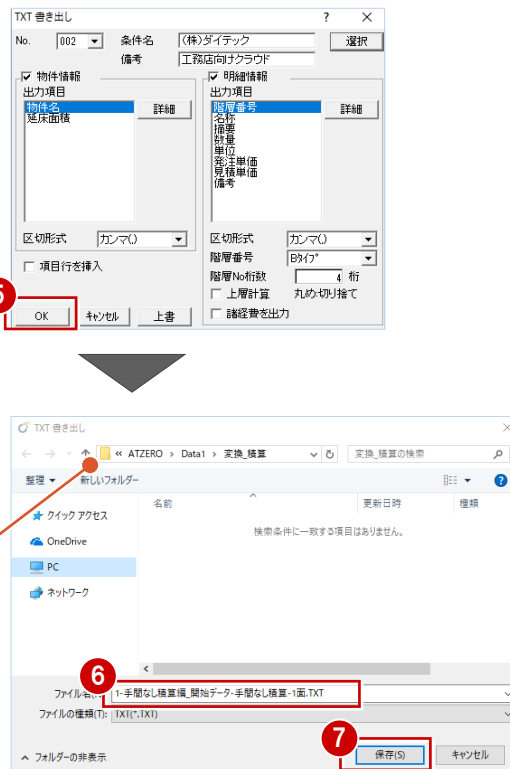 TXT 書き出し ? ×
No. 002 条件名 (株)ダイテック 選択
備考 工務店向けクラウド
物件情報 明細情報
出力項目 出力項目
物件名 詳細 階層番号 詳細
延床面積 名称
摘要
数量
単位
発注単価
見積単価
備考
区切形式 カンマ(,) 区切形式 カンマ(,)
階層番号 Bタイプ
項目行を挿入 階層No桁数 4 桁
上層計算 丸め:切り捨て
5
OK キャンセル 上書 諸経費を出力
TXT 書き出し ×
« ATZERO › Data1 › 変換_積算 変換_積算の検索
整理 新しいフォルダー ?
名前 更新日時 種類
クイック アクセス 検索条件に一致する項目はありません。
OneDrive
PC
ネットワーク
6
ファイル名 1-手間なし積算編_開始データ-手間なし積算-1面.TXT
ファイルの種類(T): TXT(*.TXT)
7
フォルダーの非表示 保存(S) キャンセル